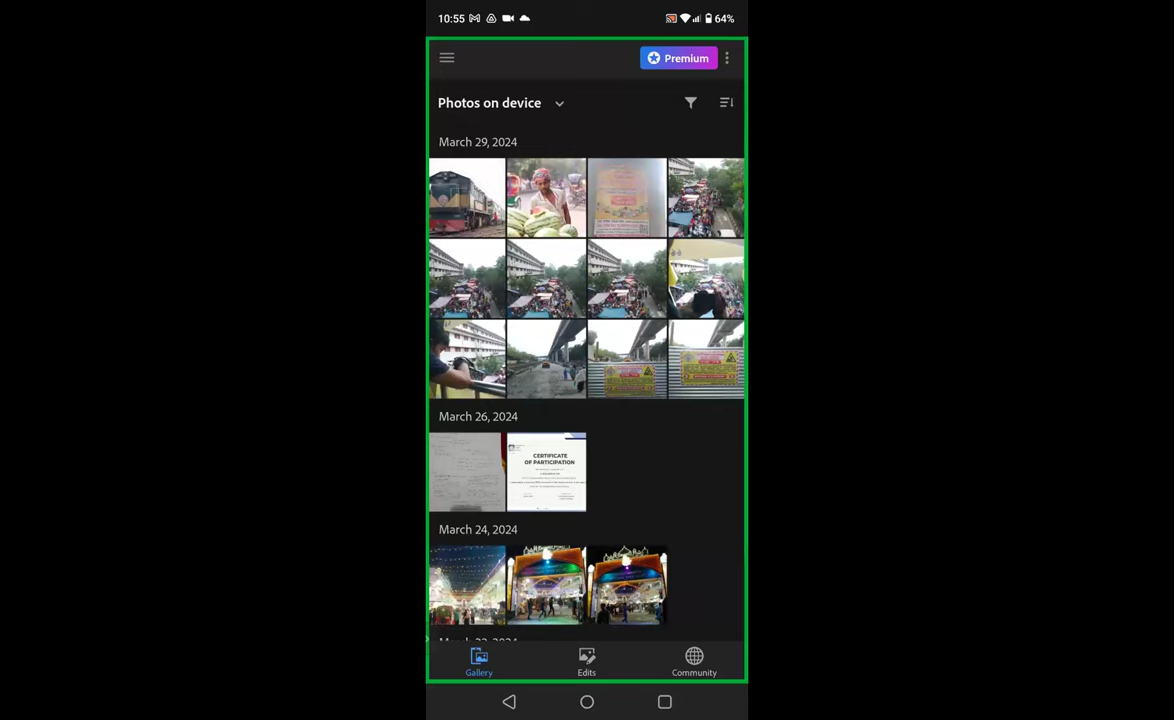 10:55
64%
Premium
Photos on device
March 29, 2024
March 26, 2024
CERTIFICATE
OF PARTICIPATION
March 24, 2024
Gallery
Edits
Community